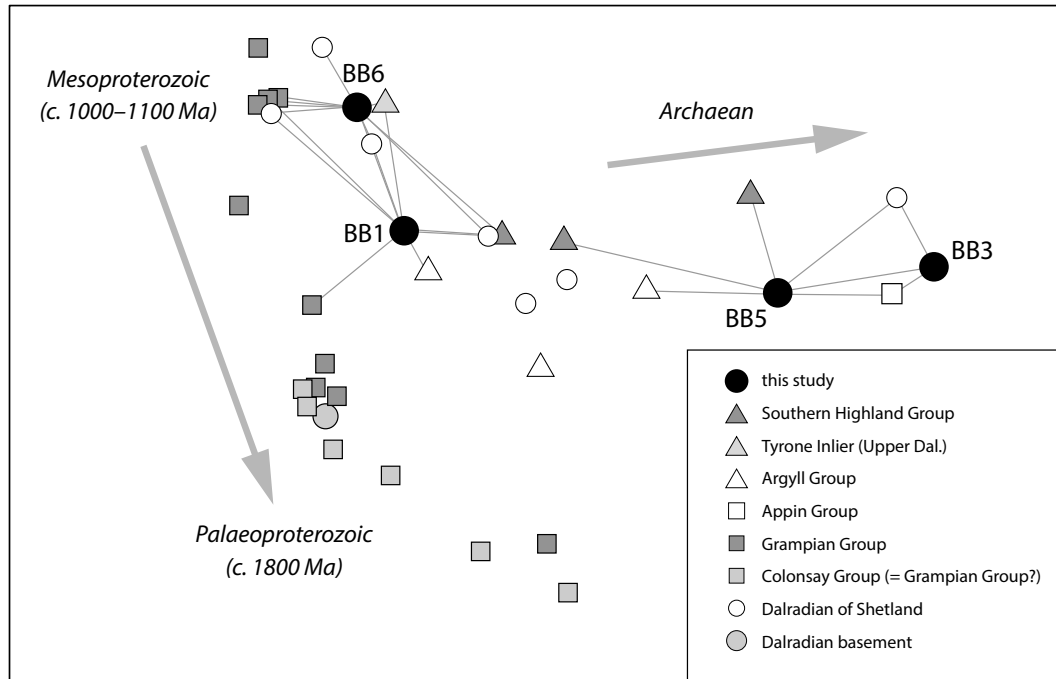 Mesoproterozoic
(c. 1000–1100 Ma)
BB6
Archaean
BB1
BB3
BB5
Palaeoproterozoic
(c. 1800 Ma)
this study
Southern Highland Group
Tyrone Inlier (Upper Dal.)
Argyll Group
Appin Group
Grampian Group
Colonsay Group (= Grampian Group?)
Dalradian of Shetland
Dalradian basement